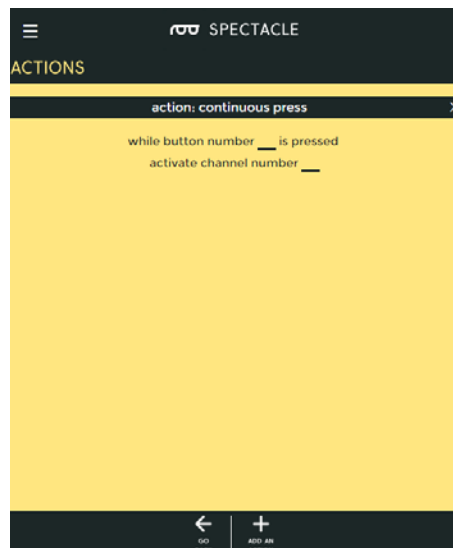 SPECTACLE
ACTIONS
action: continuous press
while button number __ is pressed
activate channel number __
GO
ADD AN